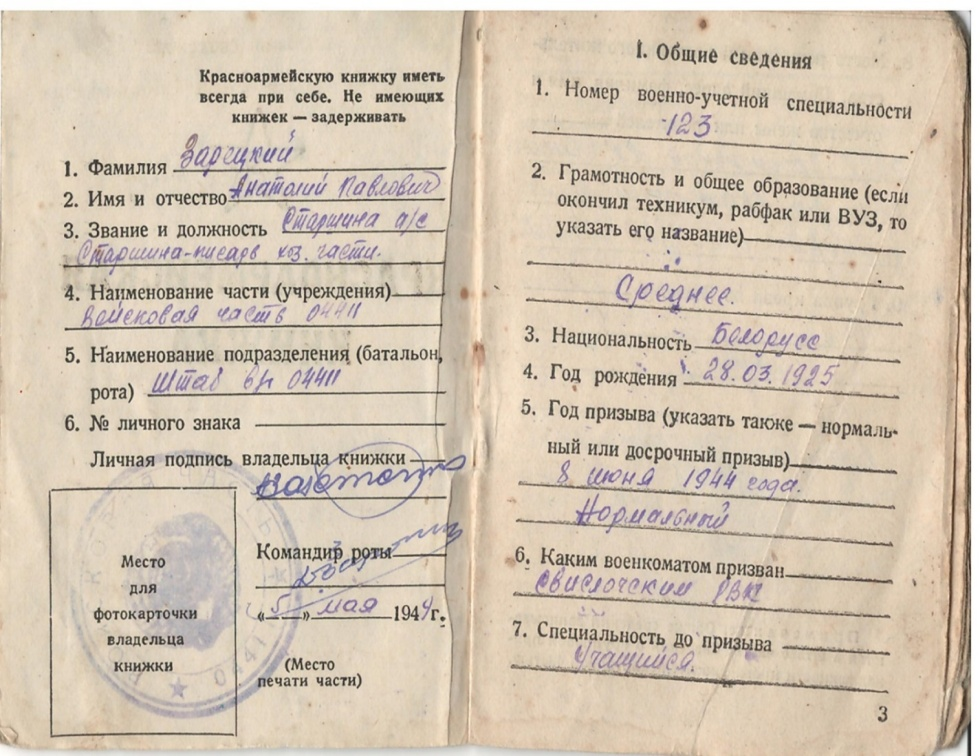 Красноармейскую книжку иметь
всегда при себе. Не имеющих
книжек — задерживать
1. Фамилия Зарецкий
2. Имя и отчество Анатолий Павлович
3. Звание и должность Старшина а/с
Старшина-писарь хоз. части.
4. Наименование части (учреждения)
Войсковая часть 04411
5. Наименование подразделения (батальон,
рота) Штаб в/ч 04411
6. № личного знака
Личная подпись владельца книжки
Командир роты
«5» мая 1944г.
Место
для
фотокарточки
владельца
книжки
(Место
печати части)
I. Общие сведения
1. Номер военно-учетной специальности
123
2. Грамотность и общее образование (если
окончил техникум, рабфак или ВУЗ, то
указать его название)
Среднее.
3. Национальность Белорусс
4. Год рождения 28.03.1925
5. Год призыва (указать также — нормаль-
ный или досрочный призыв)
8 июня 1944 года.
Нормальный
6. Каким военкоматом призван
Свислочским РВК
7. Специальность до призыва
Учащийся.
3